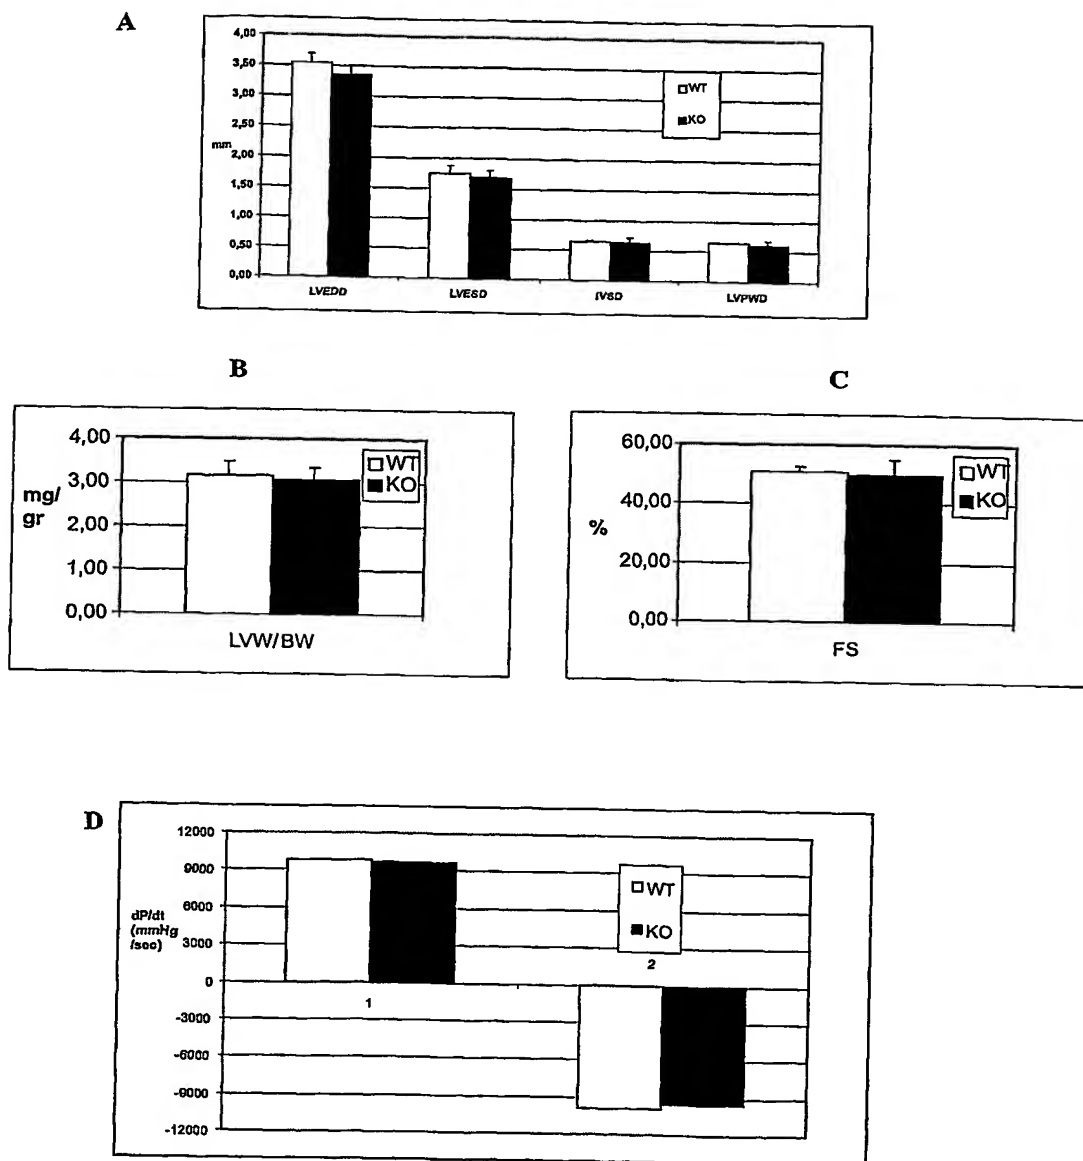 A
4,00
3,50
3,00
2,50
mm 2,00
1,50
1,00
0,50
0,00
WT
KO
LVEDD LVESD IVSD LVPWD
B
4,00
3,00
2,00
1,00
0,00
mg/
gr
WT
KO
LVW/BW
C
60,00
40,00
20,00
0,00
%
WT
KO
FS
D
12000
9000
6000
3000
0
-3000
-6000
-9000
-12000
dP/dt
(mmHg
/sec)
WT
KO
1
2